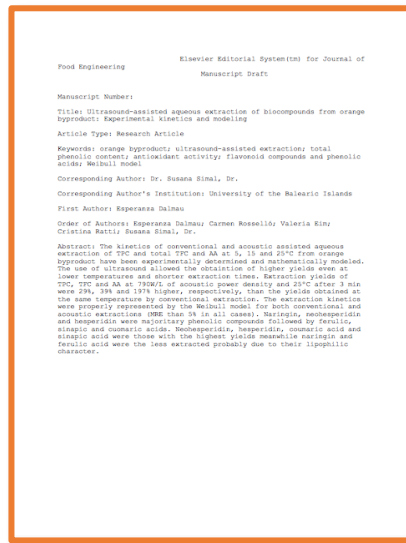 Elsevier Editorial System(tm) for Journal of
Food Engineering
Manuscript Draft
Manuscript Number:
Title: Ultrasound-assisted aqueous extraction of biocompounds from orange
byproduct: Experimental kinetics and modeling
Article Type: Research Article
Keywords: orange byproduct; ultrasound-assisted extraction; total
phenolic content; antioxidant activity; flavonoid compounds and phenolic
acids; Weibull model
Corresponding Author: Dr. Susana Simal, Dr.
Corresponding Author's Institution: University of the Balearic Islands
First Author: Esperanza Dalmau
Order of Authors: Esperanza Dalmau; Carmen Rosselló; Valeria Eim;
Cristina Ratti; Susana Simal, Dr.
Abstract: The kinetics of conventional and acoustic assisted aqueous
extraction of TPC and total FPC and AA at 5, 15 and 25ºC from orange
byproduct have been experimentally determined and mathematically modeled.
The use of ultrasound allowed the obtaintion of higher yields even at
lower temperatures and shorter extraction times. Extraction yields of
TPC, TFC and AA at 790W/L of acoustic power density and 25ºC after 3 min
were 29%, 39% and 197% higher, respectively, than the yields obtained at
the same temperature by conventional extraction. The extraction kinetics
were properly represented by the Weibull model for both conventional and
acoustic extractions (MRE than 5% in all cases). Naringin, neohesperidin
and hesperidin were majoritary phenolic compounds followed by ferulic,
sinapic and cuomaric acids. Neohesperidin, hesperidin, coumaric acid and
sinapic acid were those with the highest yields meanwhile naringin and
ferulic acid were the less extracted probably due to their lipophilic
character.